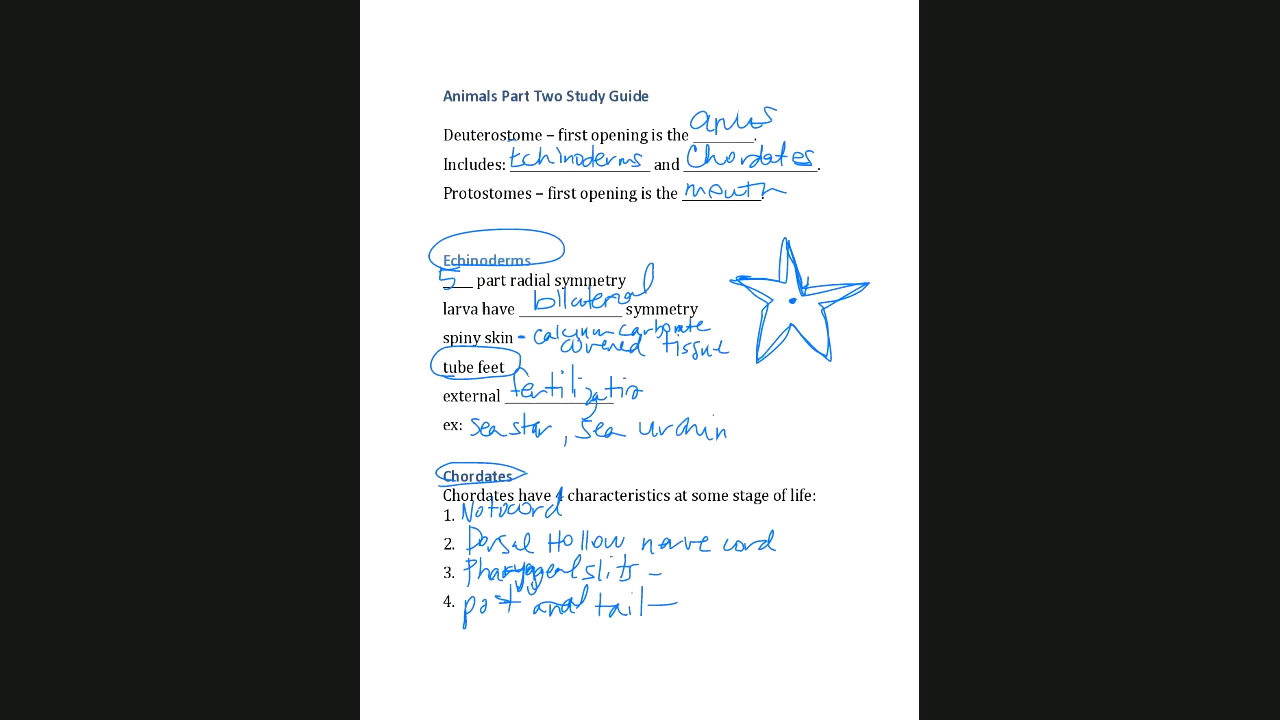 Animals Part Two Study Guide
Deuterostome – first opening is the anus.
Includes: Echinoderms and Chordates.
Protostomes – first opening is the mouth.
Echinoderms
5 part radial symmetry
larva have bilateral symmetry
spiny skin - calcium carbonate
covered tissue
tube feet
external fertilization
ex: sea star, sea urchin
Chordates
Chordates have 4 characteristics at some stage of life:
1. Notocord
2. Dorsal Hollow nerve cord
3. Pharyngeal slits –
4. post anal tail –